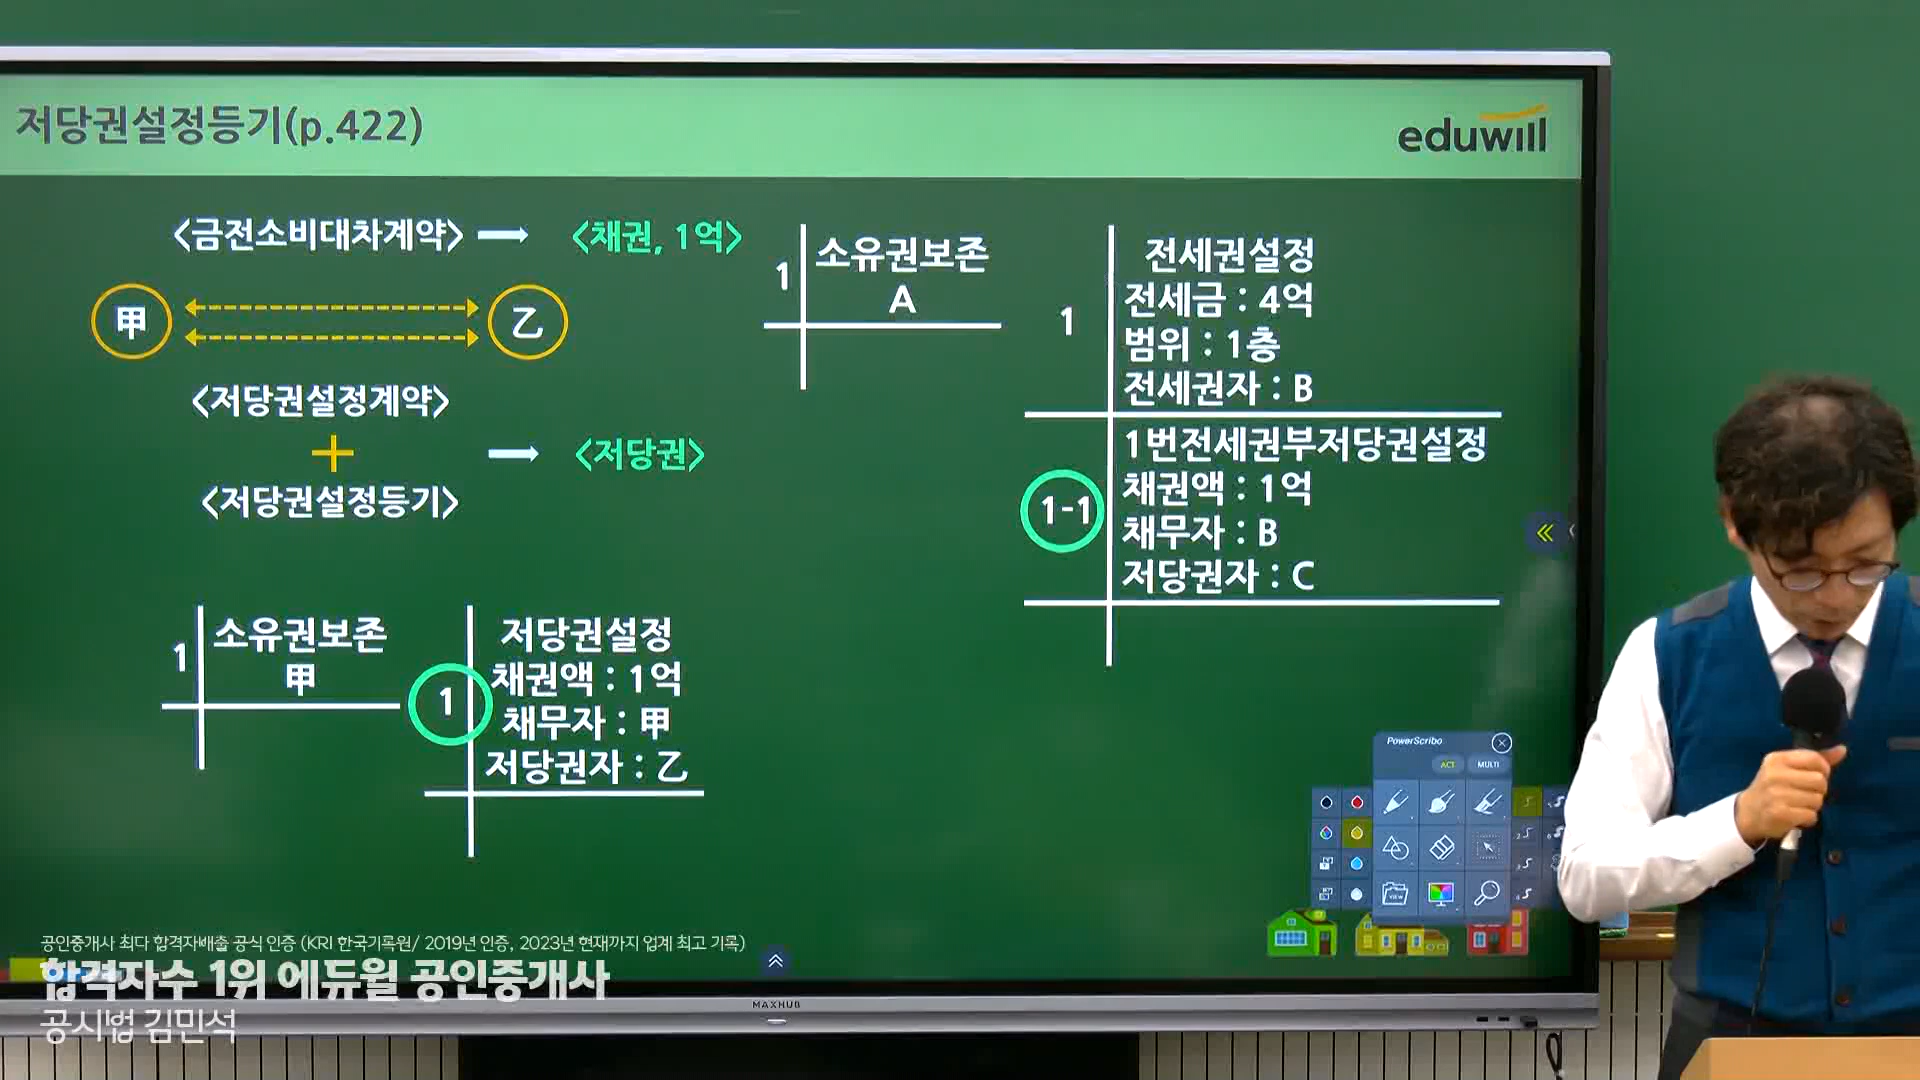 저당권설정등기(p.422)
eduwill
<금전소비대차계약>
<채권, 1억>
甲
乙
<저당권설정계약>
+
<저당권>
<저당권설정등기>
1
소유권보존
甲
1
저당권설정
채권액 : 1억
채무자 : 甲
저당권자 : 乙
1
소유권보존
A
1
전세권설정
전세금 : 4억
범위 : 1층
전세권자 : B
1-1
1번전세권부저당권설정
채권액 : 1억
채무자 : B
저당권자 : C
PowerScribo
ACT
MULTI
VIEW
공인중개사 최다 합격자배출 공식 인증 (KRI 한국기록원/ 2019년 인증, 2023년 현재까지 업계 최고 기록)
합격자수 1위 에듀윌 공인중개사
공시법 김민석
MAXHUB